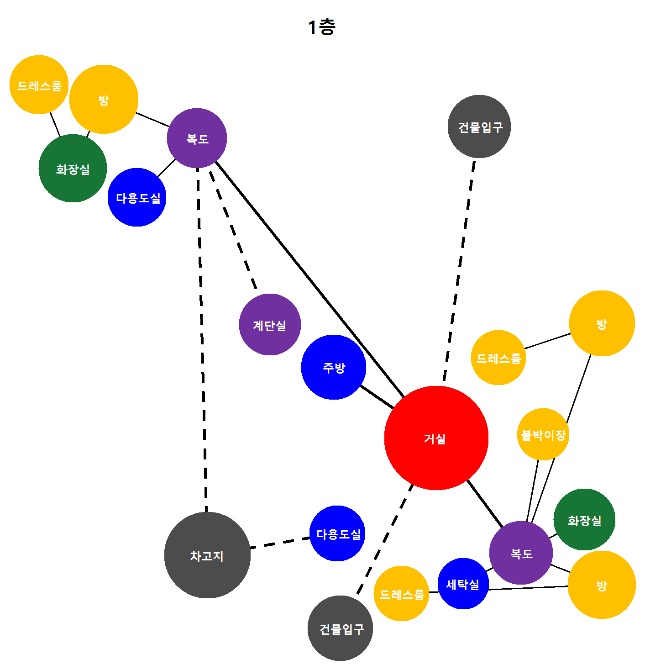 1층
드레스룸
방
건물입구
복도
화장실
다용도실
계단실
방
드레스룸
주방
붙박이장
거실
화장실
다용도실
차고지
복도
세탁실
방
드레스룸
건물입구